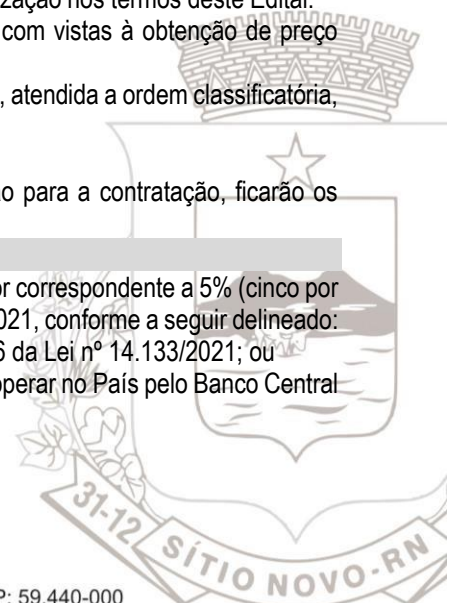 ização nos termos deste Edital.
com vistas à obtenção de preço
, atendida a ordem classificatória,
o para a contratação, ficarão os
or correspondente a 5% (cinco por
021, conforme a seguir delineado:
6 da Lei nº 14.133/2021; ou
operar no País pelo Banco Central
31-12 SÍTIO NOVO-RN
P: 59.440-000